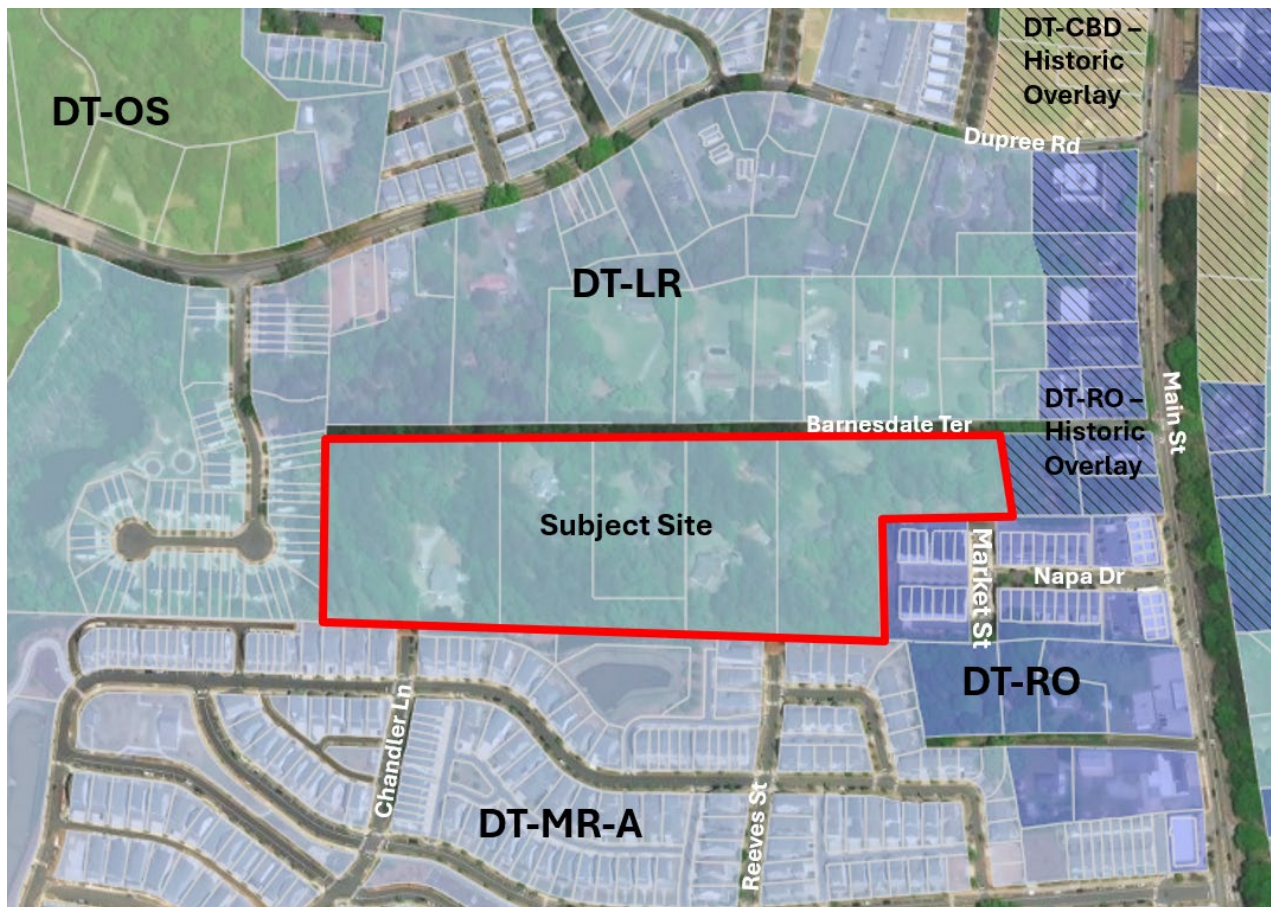 DT-CBD –
Historic
Overlay
DT-OS
Dupree Rd
DT-LR
Main St
DT-RO –
Historic
Overlay
Barnesdale Ter
Subject Site
Market St
Napa Dr
DT-RO
Chandler Ln
DT-MR-A
Reeves St